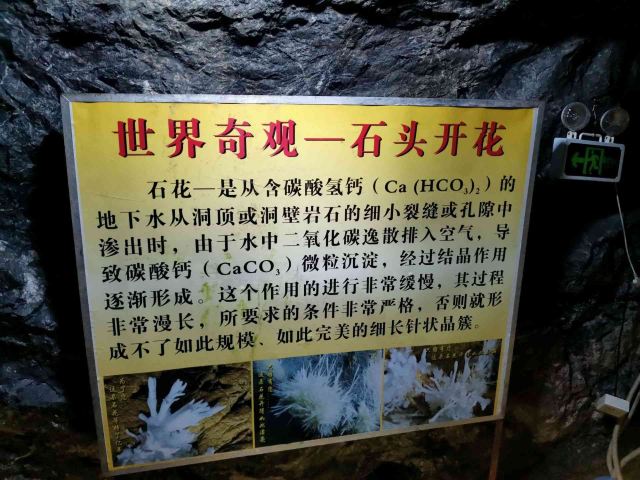 世界奇观—石头开花
石花—是从含碳酸氢钙（Ca (HCO₃)₂）的
地下水从洞顶或洞壁岩石的细小裂缝或孔隙中
渗出时，由于水中二氧化碳逸散排入空气，导
致碳酸钙（CaCO₃）微粒沉淀，经过结晶作用
逐渐形成。这个作用的进行非常缓慢，其过程
非常漫长，所要求的条件非常严格，否则就形
成不了如此规模、如此完美的细长针状晶簇。